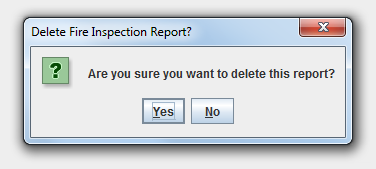 Delete Fire Inspection Report?
Are you sure you want to delete this report?
Yes No